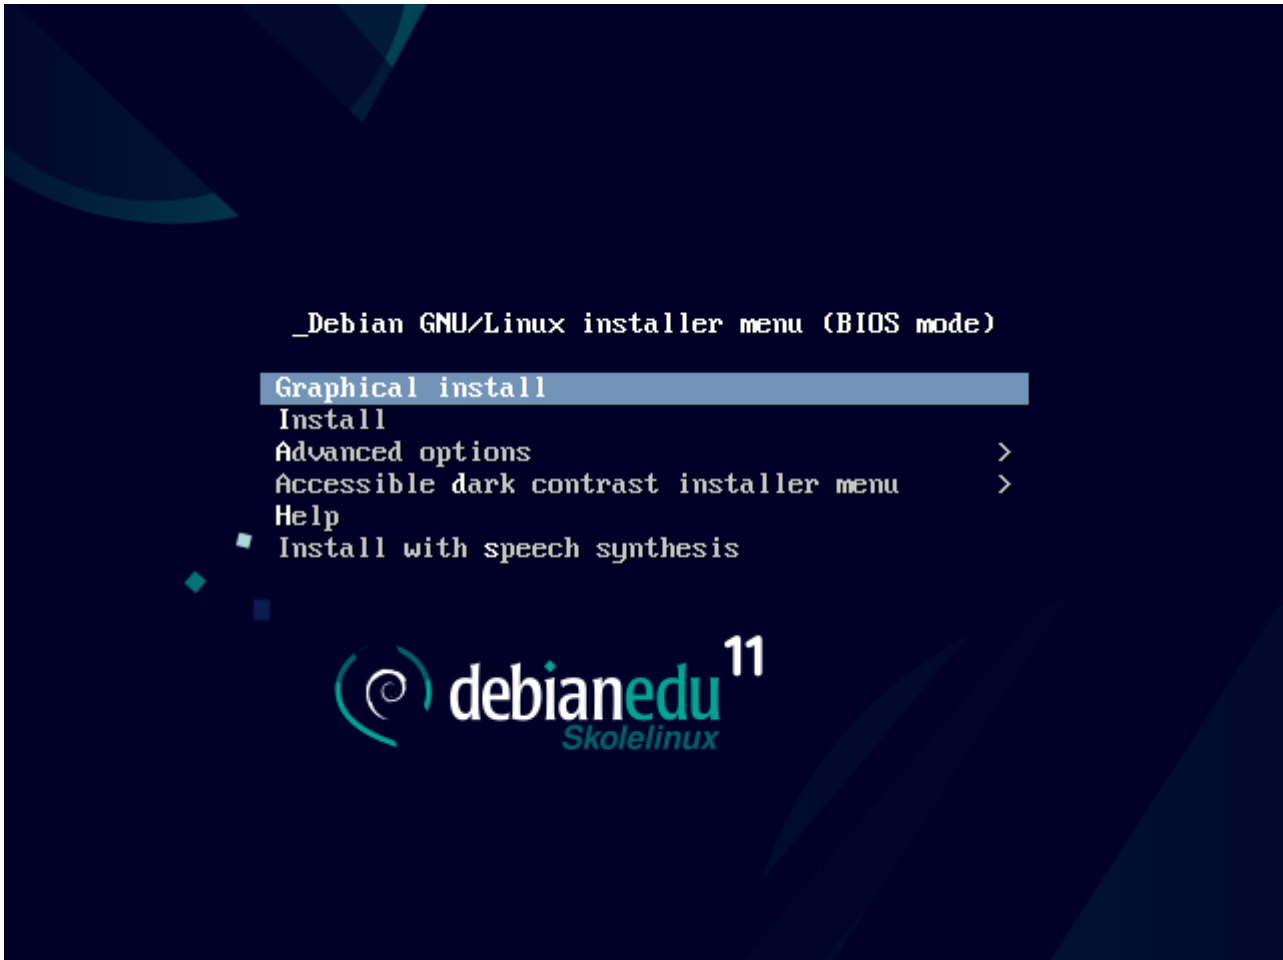 _Debian GNU/Linux installer menu (BIOS mode)
Graphical install
Install
Advanced options >
Accessible dark contrast installer menu >
Help
Install with speech synthesis
debianedu 11
Skolelinux